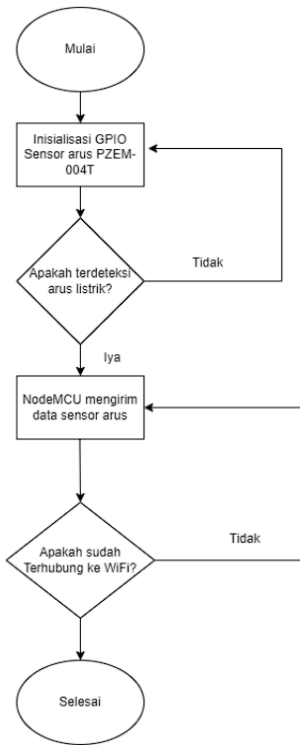 Mulai
Inisialisasi GPIO
Sensor arus PZEM-
004T
Apakah terdeteksi
arus listrik?
Tidak
Iya
NodeMCU mengirim
data sensor arus
Apakah sudah
Terhubung ke WiFi?
Tidak
Selesai